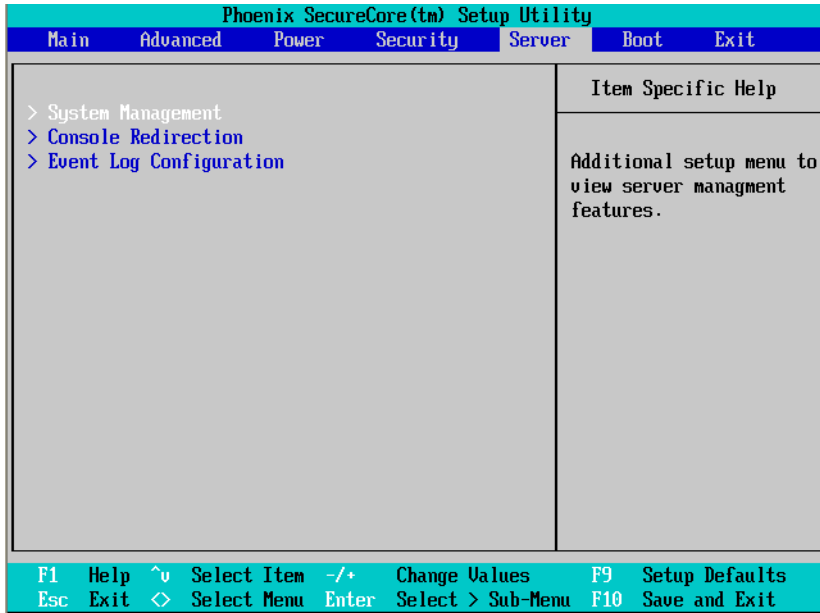 Phoenix SecureCore(tm) Setup Utility
Main Advanced Power Security Server Boot Exit
> System Management
> Console Redirection
> Event Log Configuration
Item Specific Help
Additional setup menu to
view server managment
features.
F1 Help ^v Select Item -/+ Change Values F9 Setup Defaults
Esc Exit <> Select Menu Enter Select > Sub-Menu F10 Save and Exit